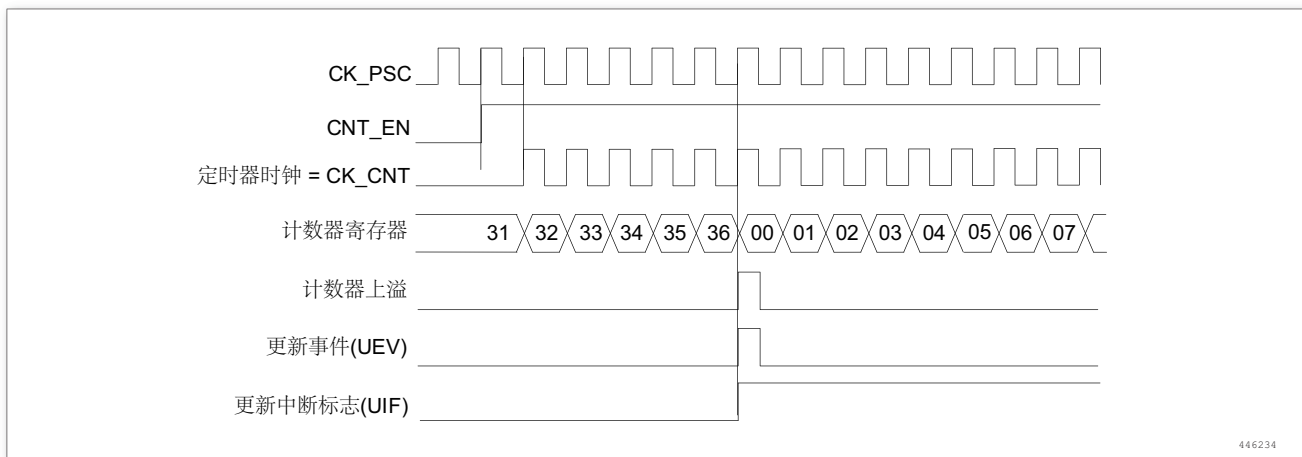 CK_PSC
CNT_EN
定时器时钟 = CK_CNT
计数器寄存器 31 32 33 34 35 36 00 01 02 03 04 05 06 07
计数器上溢
更新事件(UEV)
更新中断标志(UIF)
446234